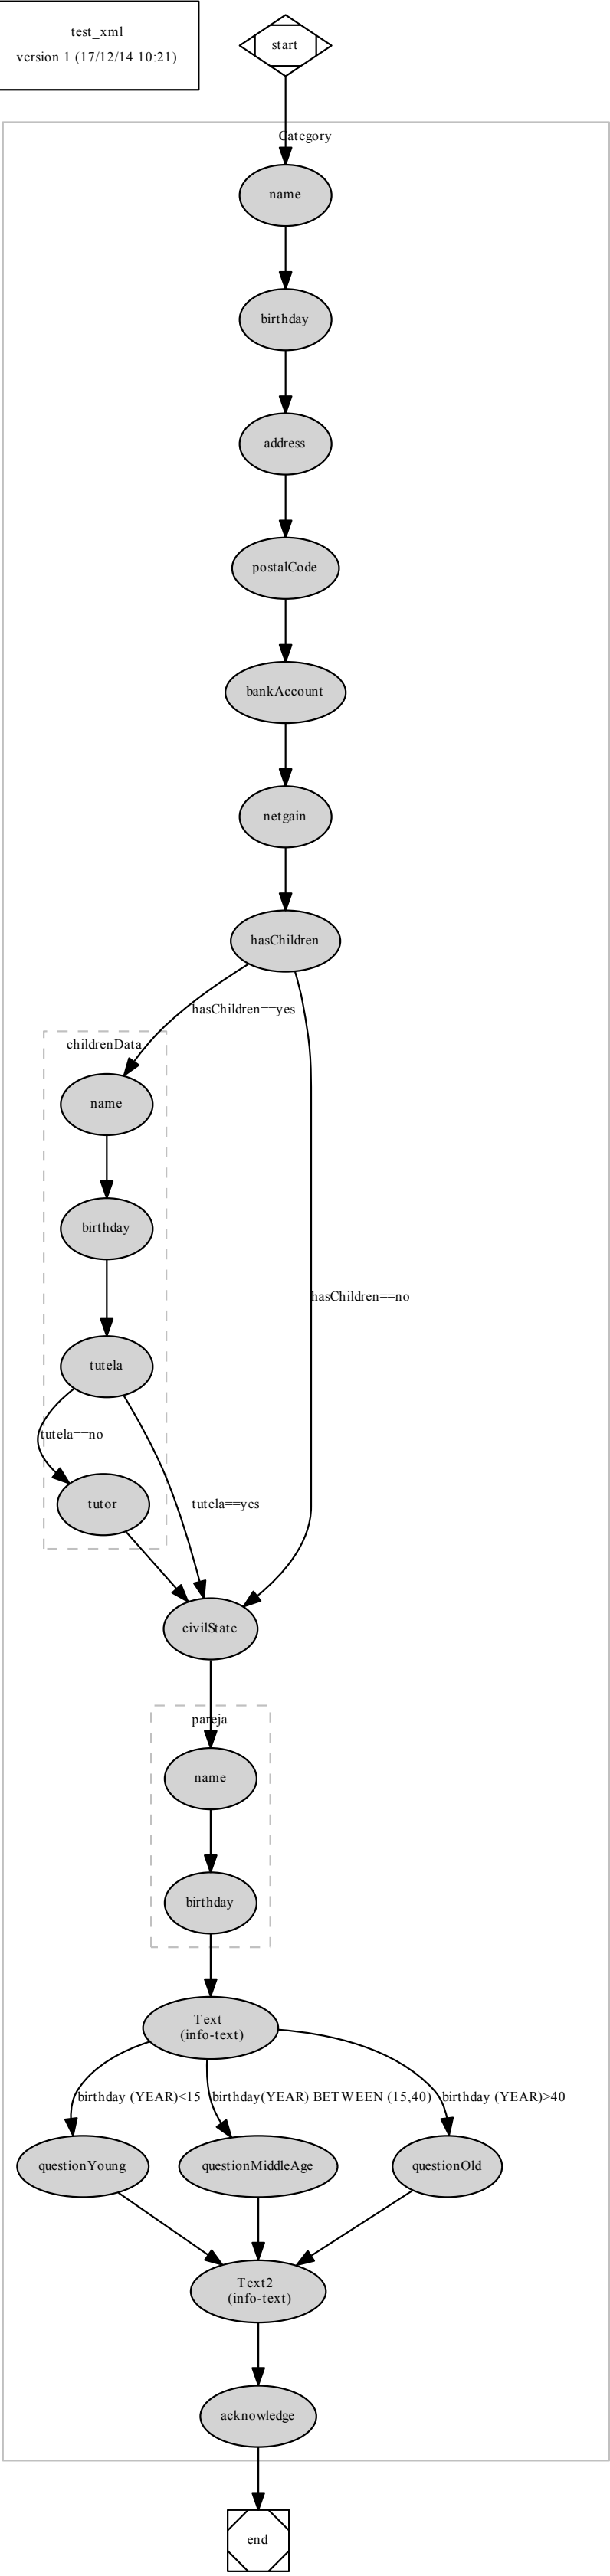 test_xml
version 1 (17/12/14 10:21)
start
Category
name
birthday
address
postalCode
bankAccount
netgain
hasChildren
hasChildren==yes
childrenData
name
birthday
hasChildren==no
tutela
tutela==no
tutor
tutela==yes
civilState
pareja
name
birthday
Text
(info-text)
birthday (YEAR)<15
birthday(YEAR) BETWEEN (15,40)
birthday (YEAR)>40
questionYoung
questionMiddleAge
questionOld
Text2
(info-text)
acknowledge
end